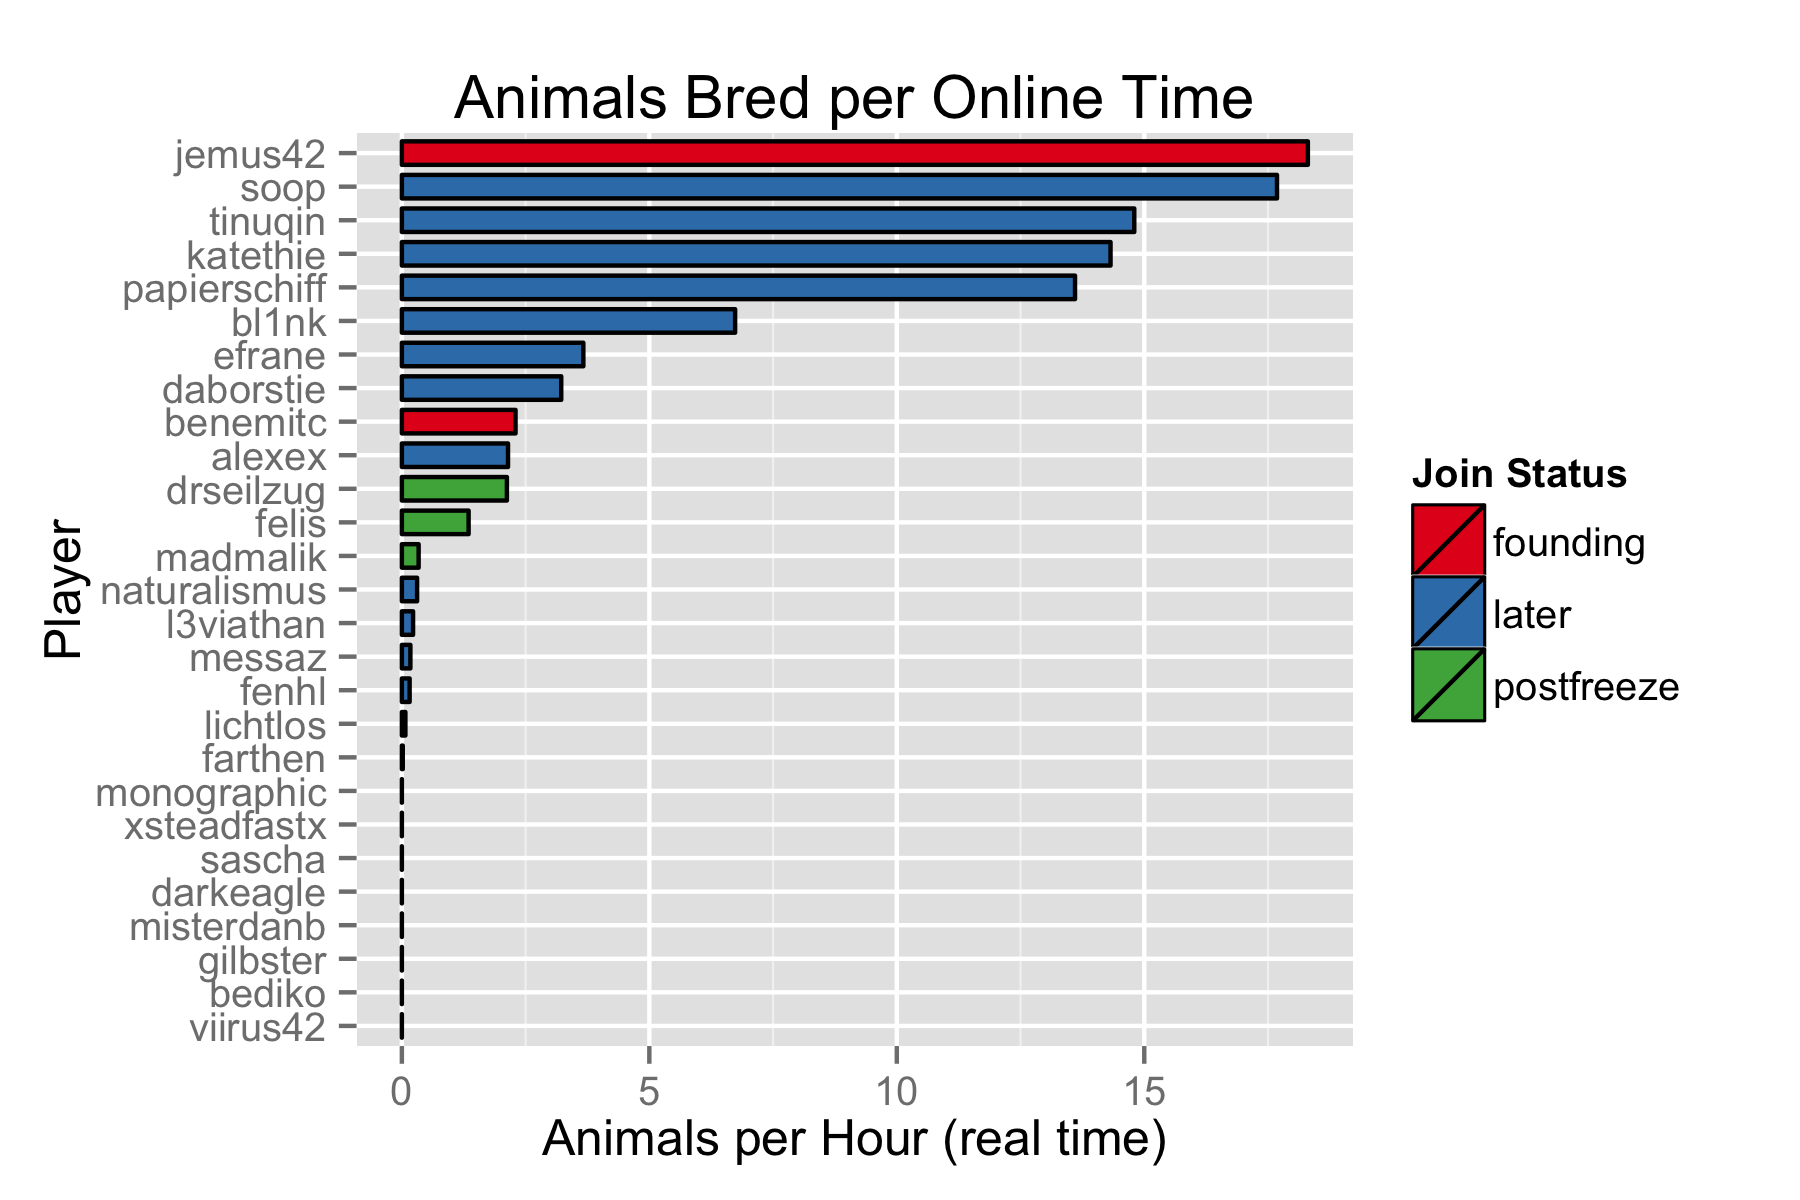 Animals Bred per Online Time
Player
jemus42
soop
tinuqin
katethie
papierschiff
bl1nk
efrane
daborstie
benemitc
alexex
drseilzug
felis
madmalik
naturalismus
l3viathan
messaz
fenhl
lichtlos
farthen
monographic
xsteadfastx
sascha
darkeagle
misterdanb
gilbster
bediko
viirus42
0 5 10 15
Animals per Hour (real time)
Join Status
founding
later
postfreeze